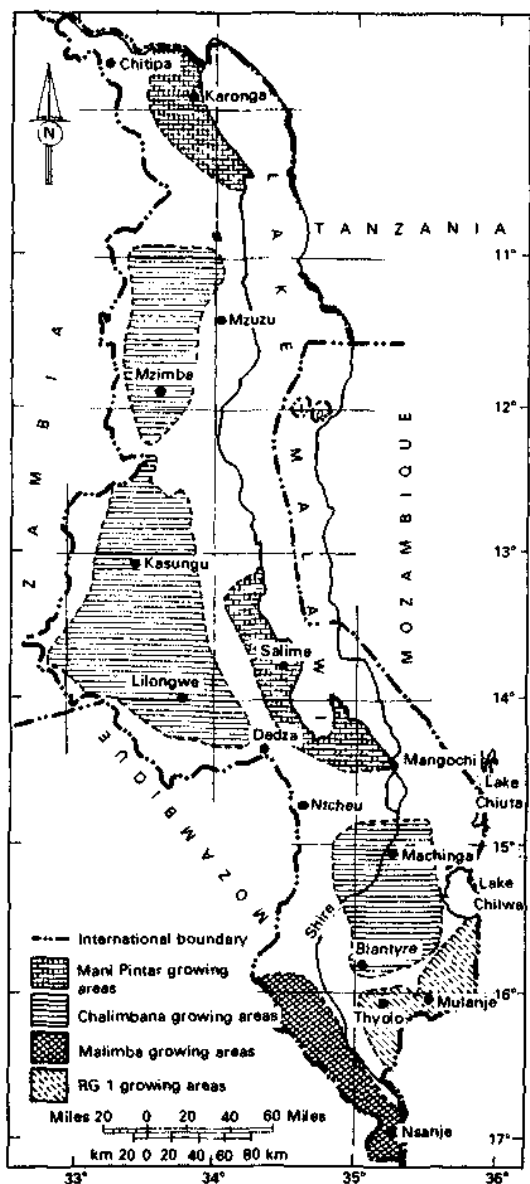 Chitipa
Karonga
N
TANZANIA
LAKE MALAWI
11°
Mzuzu
ZAMBIA
Mzimba
12°
MOZAMBIQUE
13°
Kasungu
Salime
Lilongwe
14°
Dedza
Mangochi
Lake
Chiuta
MOZAMBIQUE
Ntcheu
15°
Machinga
Lake
Chilwa
Shire
Blantyre
International boundary
Mani Pintar growing
areas
Chalimbana growing areas
Malimba growing areas
RG 1 growing areas
16°
Mulanje
Thyolo
Miles 20 0 20 40 60 Miles
km 20 0 20 40 60 80 km
Nsanje
17°
33° 34° 35° 36°